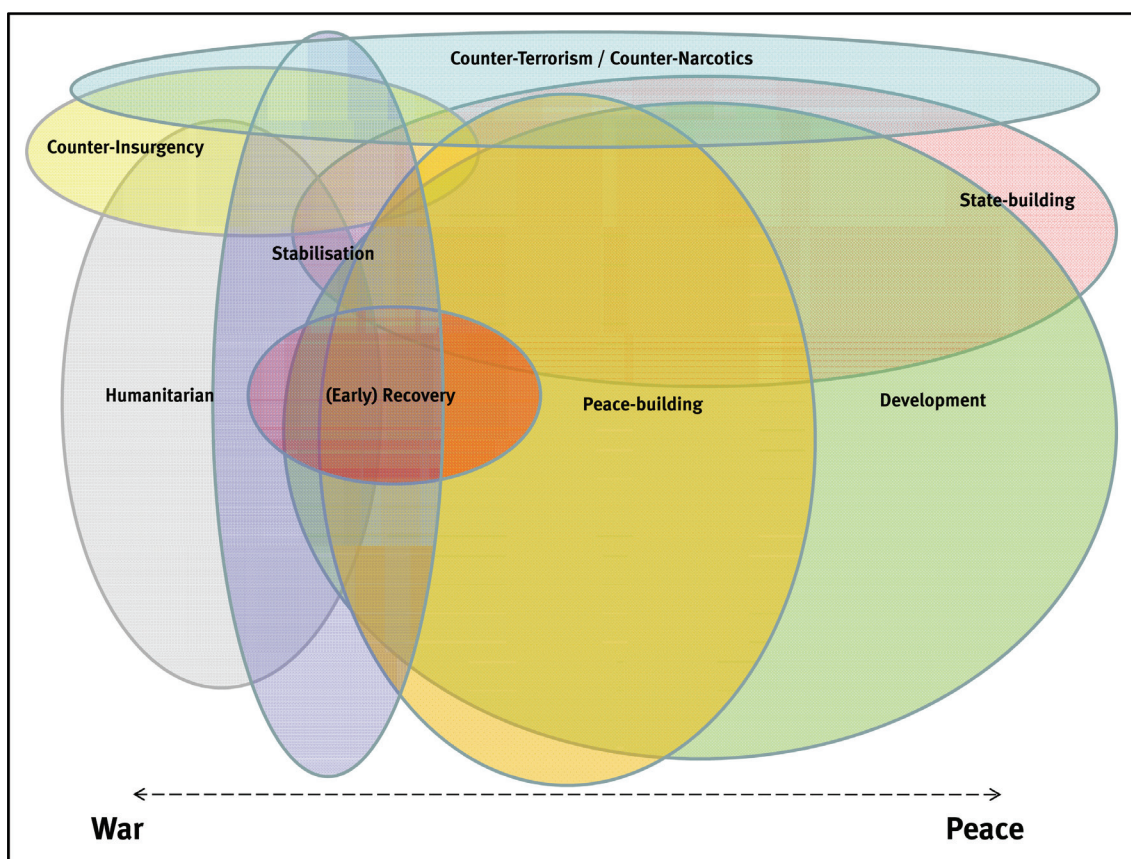 Counter-Terrorism / Counter-Narcotics
Counter-Insurgency
State-building
Stabilisation
Humanitarian
(Early) Recovery
Peace-building
Development
War
Peace